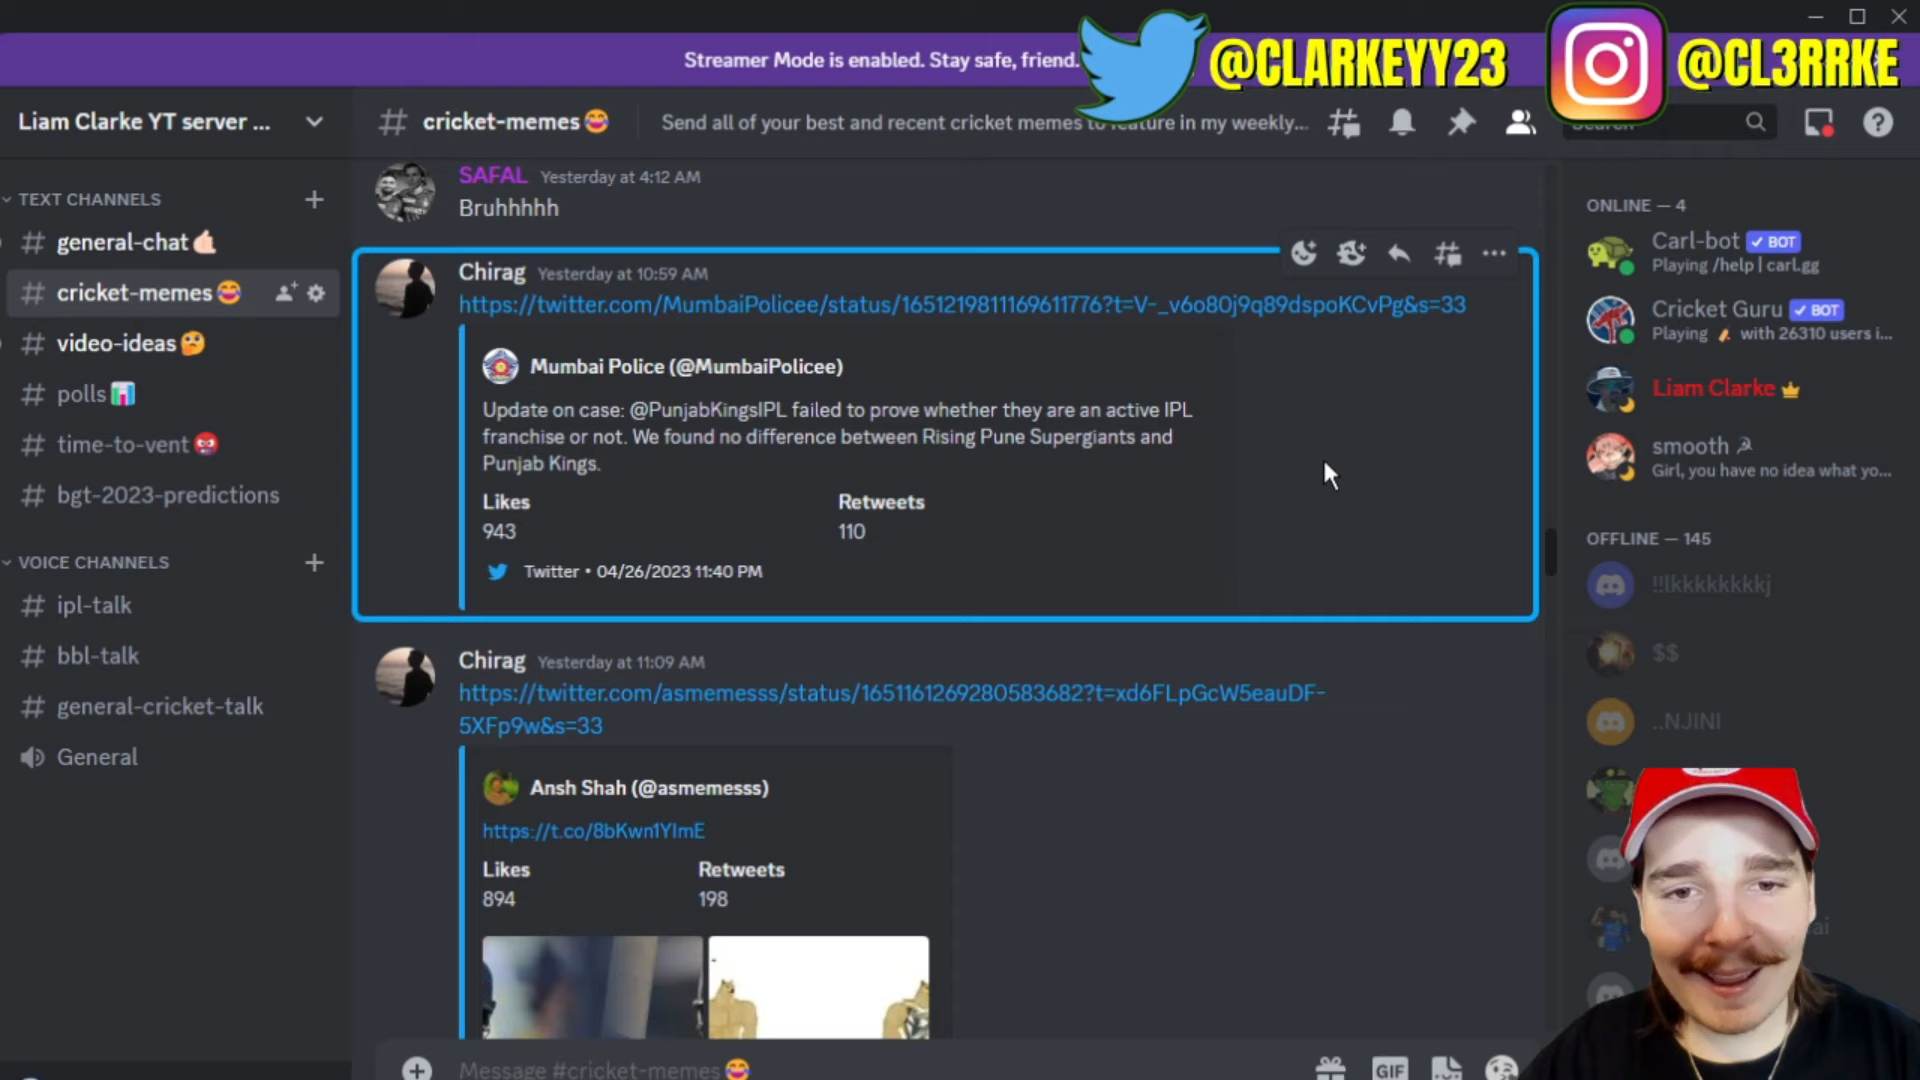 Streamer Mode is enabled. Stay safe, friend.
@CLARKEYY23
@CL3RRKE
Liam Clarke YT server ...
cricket-memes😂
Send all of your best and recent cricket memes to feature in my weekly...
Search
TEXT CHANNELS
general-chat🤙🏻
cricket-memes😂
video-ideas🤔
polls📊
time-to-vent👹
bgt-2023-predictions
VOICE CHANNELS
ipl-talk
bbl-talk
general-cricket-talk
General
SAFAL Yesterday at 4:12 AM
Bruhhhhh
Chirag Yesterday at 10:59 AM
https://twitter.com/MumbaiPolicee/status/1651219811169611776?t=V-_v6o80j9q89dspoKCvPg&s=33
Mumbai Police (@MumbaiPolicee)
Update on case: @PunjabKingsIPL failed to prove whether they are an active IPL
franchise or not. We found no difference between Rising Pune Supergiants and
Punjab Kings.
Likes Retweets
943 110
Twitter • 04/26/2023 11:40 PM
Chirag Yesterday at 11:09 AM
https://twitter.com/asmemesss/status/1651161269280583682?t=xd6FLpGcW5eauDF-
5XFp9w&s=33
Ansh Shah (@asmemesss)
https://t.co/8bKwn1YlmE
Likes Retweets
894 198
Message #cricket-memes😂
GIF
ONLINE — 4
Carl-bot ✓ BOT
Playing /help | carl.gg
Cricket Guru ✓ BOT
Playing 🏏 with 26310 users i...
Liam Clarke
smooth ☭
Girl, you have no idea what yo...
OFFLINE — 145
!!lkkkkkkkkj
$$
..NJINI